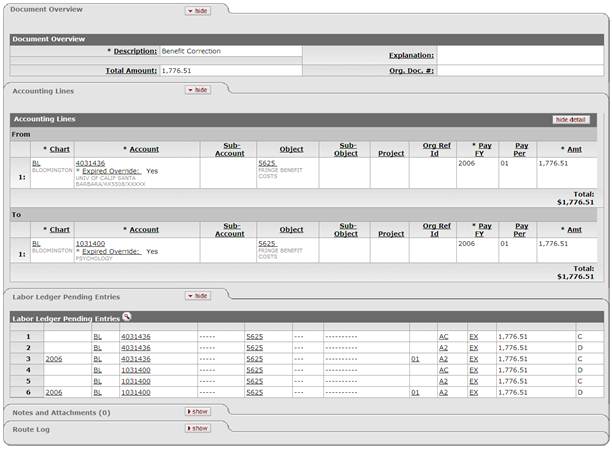 Document Overview hide
Document Overview
* Description: Benefit Correction Explanation:
Total Amount: 1,776.51 Org. Doc. #:
Accounting Lines hide
Accounting Lines hide detail
From
* Chart * Account Sub-Account Object Sub-Object Project Org Ref Id * Pay FY Pay Per * Amt
1: BL 4031436 5625 2006 01 1,776.51
BLOOMINGTON * Expired Override: Yes FRINGE BENEFIT COSTS
UNIV OF CALIF SANTA
BARBARA/XX5508/XXXXX
Total:
$1,776.51
To
* Chart * Account Sub-Account Object Sub-Object Project Org Ref Id * Pay FY Pay Per * Amt
1: BL 1031400 5625 2006 01 1,776.51
BLOOMINGTON * Expired Override: Yes FRINGE BENEFIT COSTS
PSYCHOLOGY
Total:
$1,776.51
Labor Ledger Pending Entries hide
Labor Ledger Pending Entries
1 BL 4031436 ----- 5625 --- ---------- AC EX 1,776.51 C
2 BL 4031436 ----- 5625 --- ---------- A2 EX 1,776.51 D
3 2006 BL 4031436 ----- 5625 --- ---------- 01 A2 EX 1,776.51 C
4 BL 1031400 ----- 5625 --- ---------- AC EX 1,776.51 D
5 BL 1031400 ----- 5625 --- ---------- A2 EX 1,776.51 C
6 2006 BL 1031400 ----- 5625 --- ---------- 01 A2 EX 1,776.51 D
Notes and Attachments (0) show
Route Log show